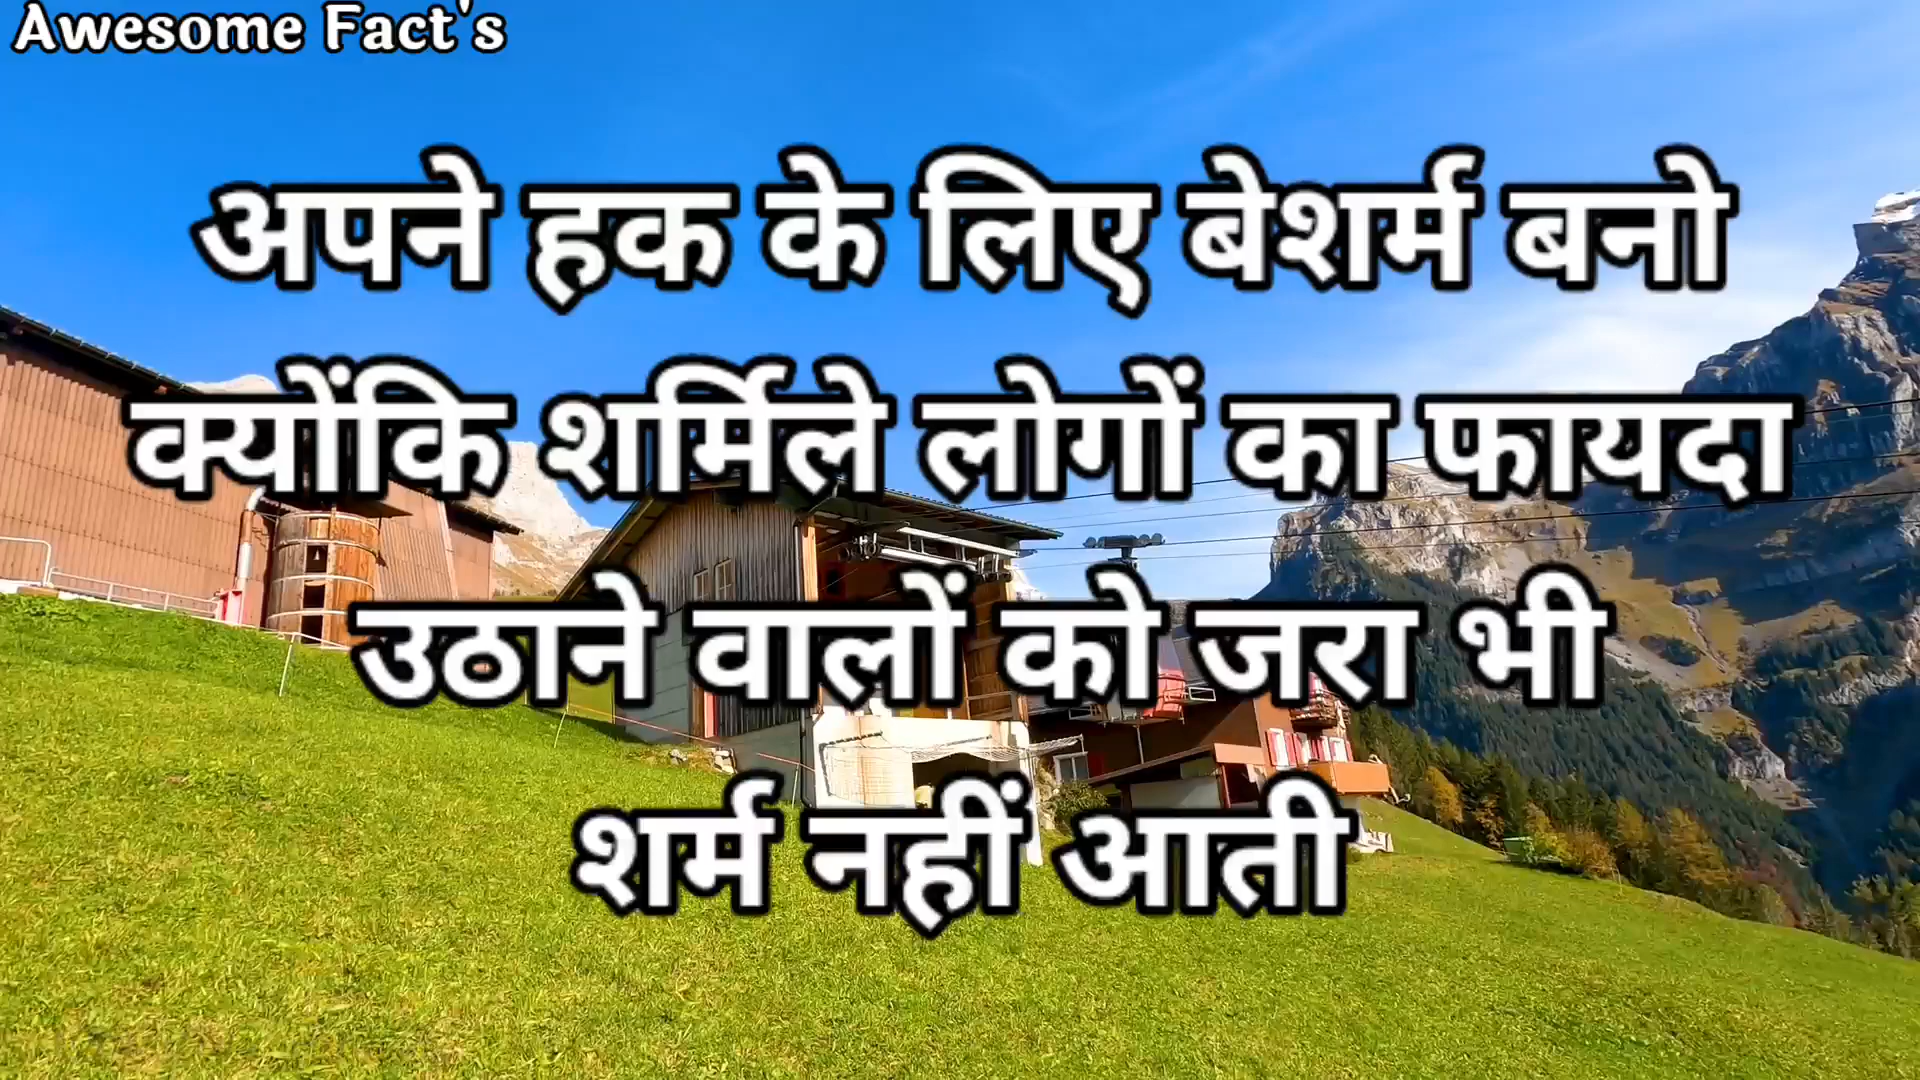 Awesome Fact's
अपने हक के लिए बेशर्म बनो
क्योंकि शर्मिले लोगों का फायदा
उठाने वालों को जरा भी
शर्म नहीं आती